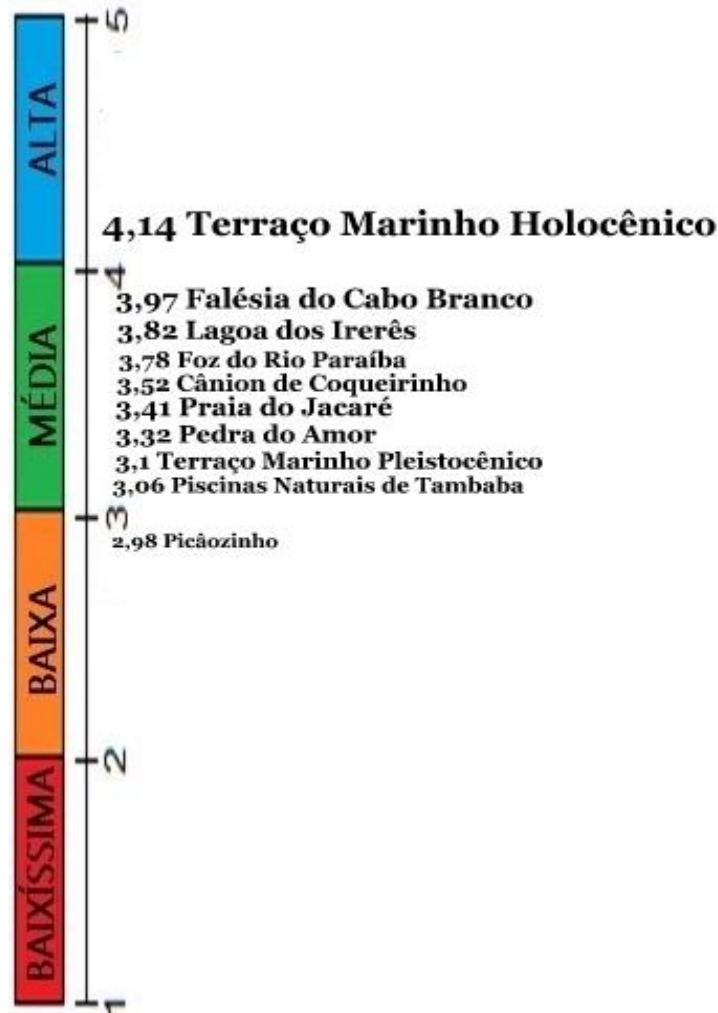 5
ALTA
4,14 Terraço Marinho Holocênico
4
3,97 Falésia do Cabo Branco
3,82 Lagoa dos Irerês
3,78 Foz do Rio Paraíba
MÉDIA
3,52 Cânion de Coqueirinho
3,41 Praia do Jacaré
3,32 Pedra do Amor
3,1 Terraço Marinho Pleistocênico
3,06 Piscinas Naturais de Tambaba
3
2,98 Picãozinho
BAIXA
2
BAIXÍSSIMA
1